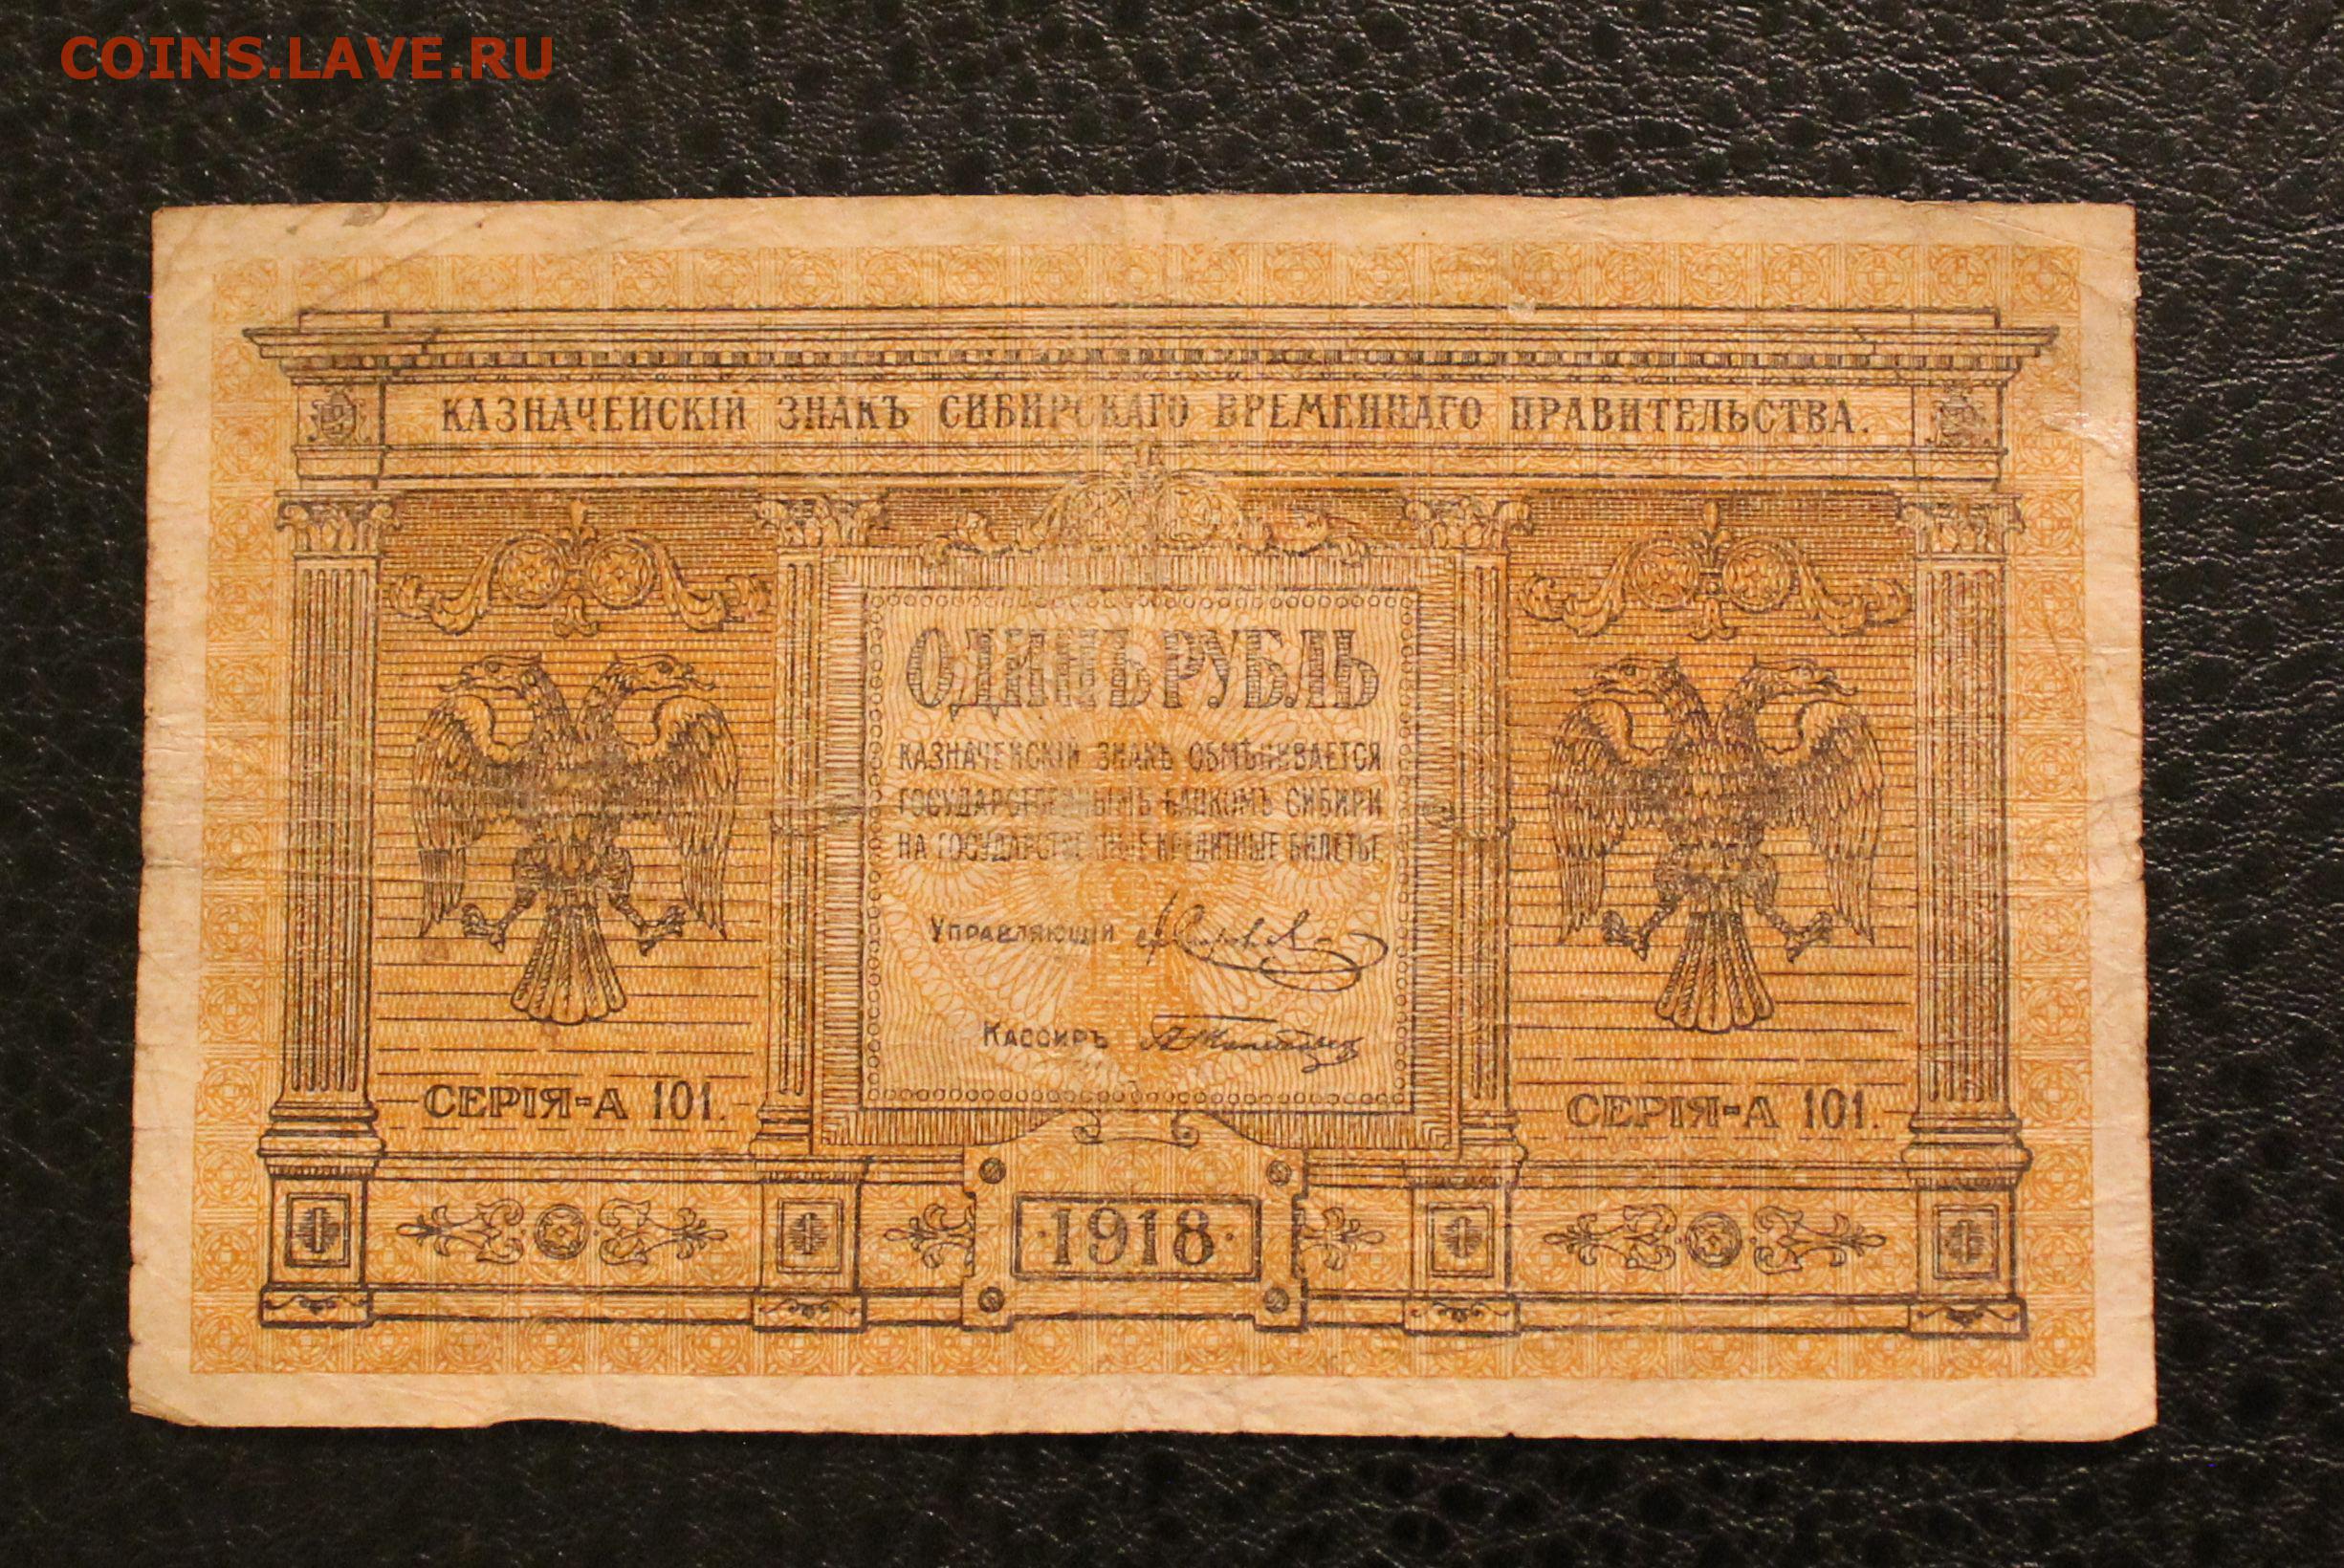 COINS.LAVE.RU
КАЗНАЧЕЙСКІЙ ЗНАКЪ СИБИРСКАГО ВРЕМЕННАГО ПРАВИТЕЛЬСТВА.
ОДИНЪ РУБЛЬ
КАЗНАЧЕЙСКІЙ ЗНАКЪ ОБМѢНИВАЕТСЯ
ГОСУДАРСТВЕННЫМЪ БАНКОМЪ СИБИРИ
НА ГОСУДАРСТВЕННЫЕ КРЕДИТНЫЕ БИЛЕТЫ.
УПРАВЛЯЮЩІЙ
КАССИРЪ
СЕРІЯ-А 101.
СЕРІЯ-А 101.
·1918·